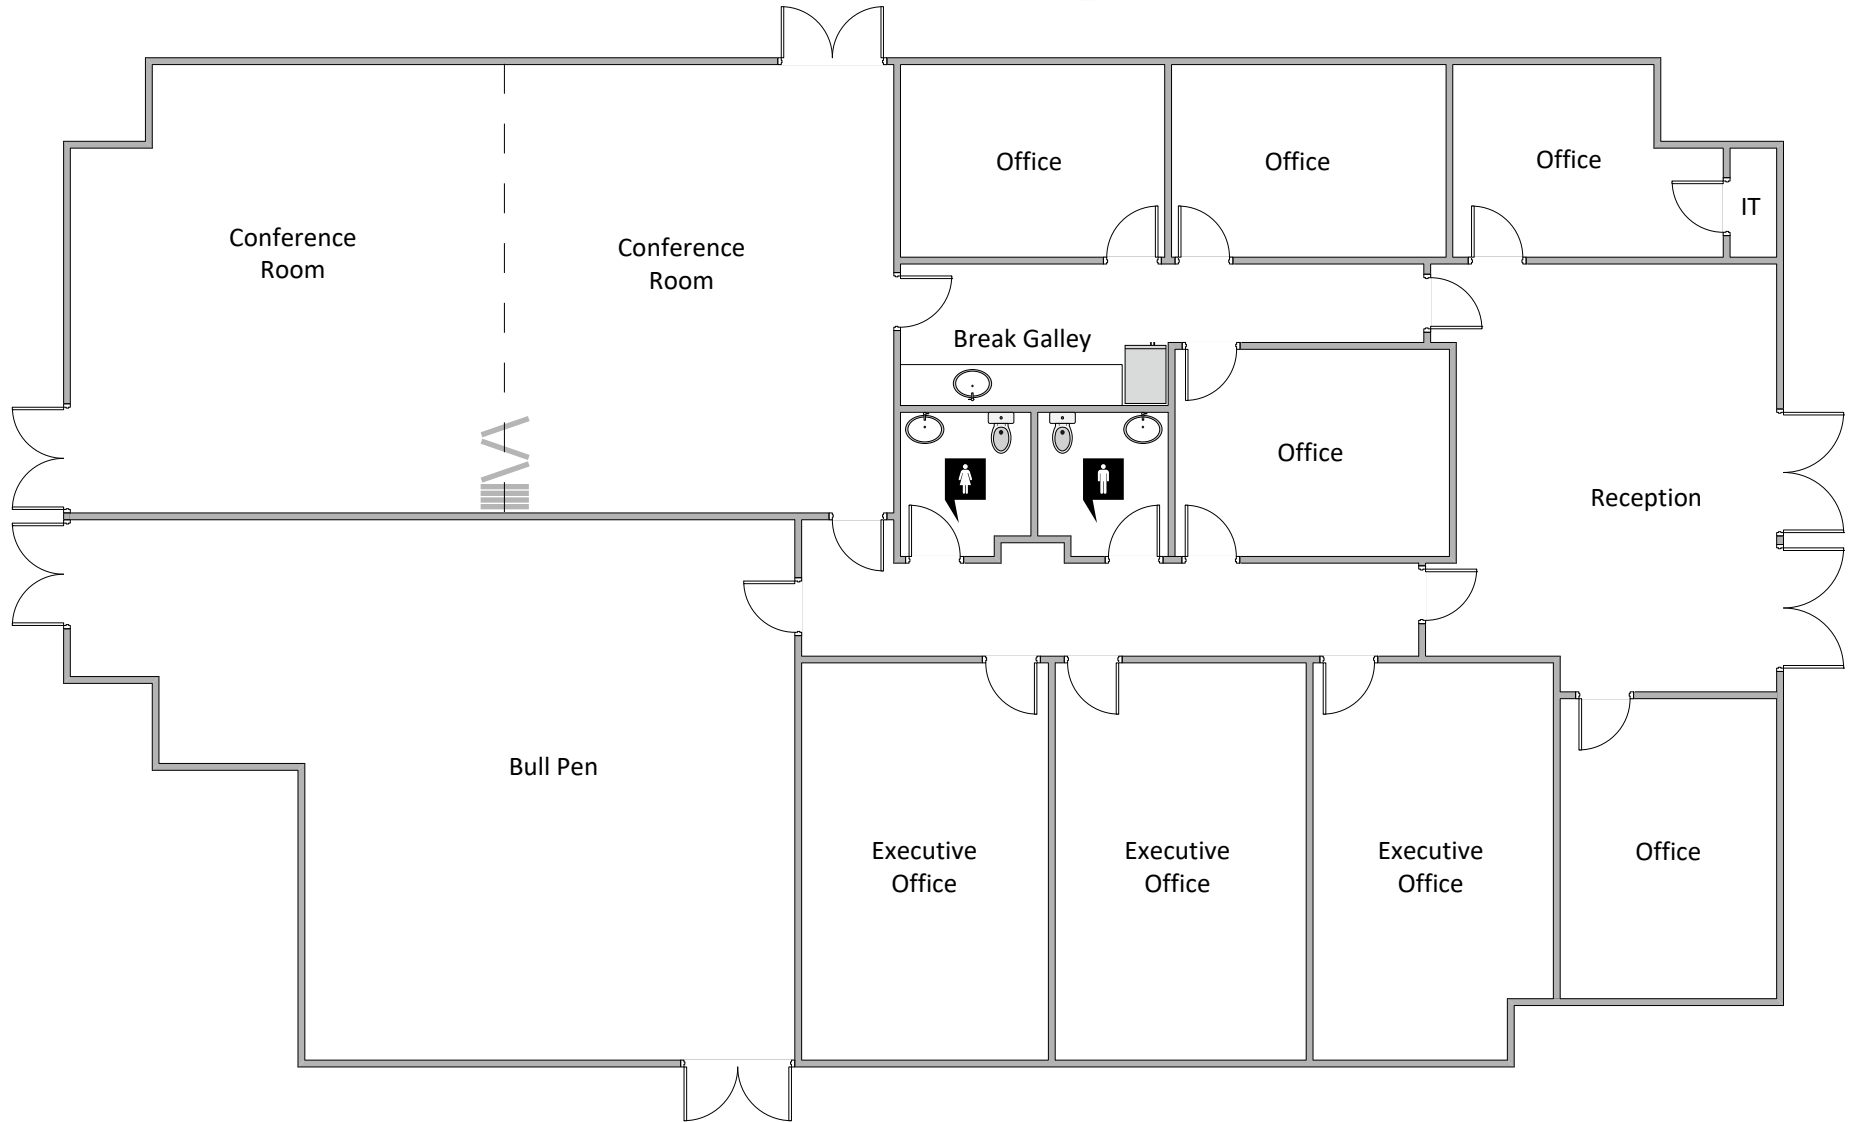 Office
Office
Office
IT
Conference
Room
Conference
Room
Break Galley
Office
Reception
Bull Pen
Executive
Office
Executive
Office
Executive
Office
Office